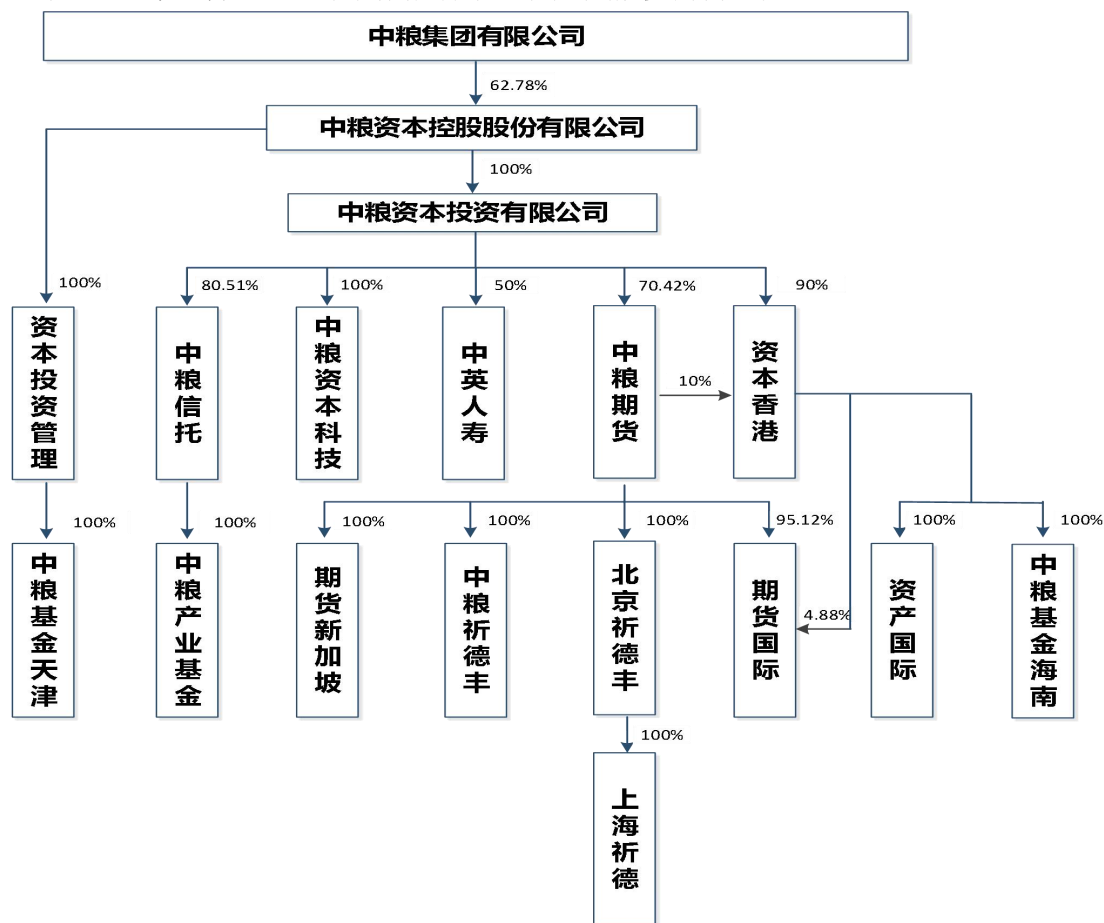 中粮集团有限公司
62.78%
中粮资本控股股份有限公司
100%
中粮资本投资有限公司
100%
80.51%
100%
50%
70.42%
90%
资本投资管理
中粮信托
中粮资本科技
中英人寿
中粮期货
10%
资本香港
100%
100%
100%
100%
100%
95.12%
100%
100%
中粮基金天津
中粮产业基金
期货新加坡
中粮祈德丰
北京祈德丰
期货国际
4.88%
资产国际
中粮基金海南
100%
上海祈德